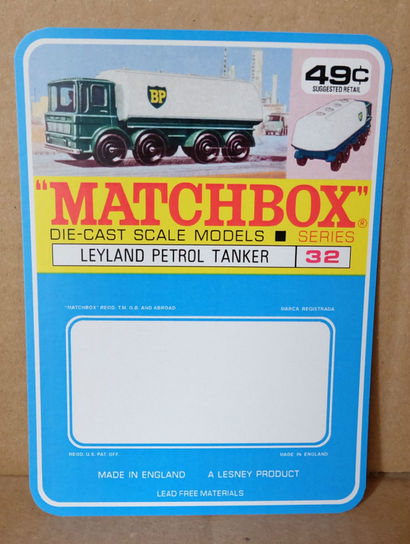 49¢
SUGGESTED RETAIL
BP
"MATCHBOX"®
DIE-CAST SCALE MODELS ■ SERIES
LEYLAND PETROL TANKER 32
"MATCHBOX" REGD. T.M. G.B. AND ABROAD MARCA REGISTRADA
REGD. U.S. PAT. OFF. MADE IN ENGLAND
MADE IN ENGLAND A LESNEY PRODUCT
LEAD FREE MATERIALS